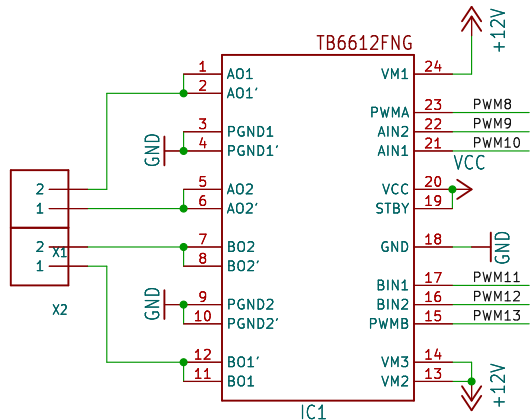 TB6612FNG
+12V
1 AO1 VM1 24
2 AO1'
PWMA 23 PWM8
3 PGND1 AIN2 22 PWM9
4 PGND1' AIN1 21 PWM10
GND
VCC
5 AO2 VCC 20
6 AO2' STBY 19
2
1
7 BO2 GND 18
8 BO2'
GND
2
1
X1
X2
BIN1 17 PWM11
9 PGND2 BIN2 16 PWM12
10 PGND2' PWMB 15 PWM13
GND
12 BO1' VM3 14
11 BO1 VM2 13
+12V
IC1